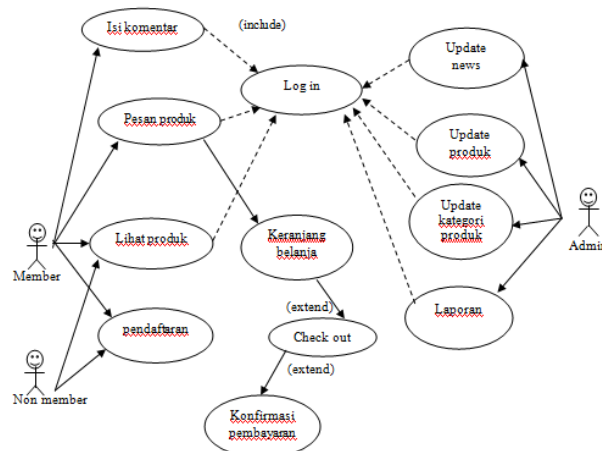 Isi komentar
(include)
Update
news
Log in
Pesan produk
Update
produk
Update
kategori
produk
Lihat produk
Keranjang
belanja
Member
Admin
(extend)
Laporan
pendaftaran
Check out
(extend)
Non member
Konfirmasi
pembayaran